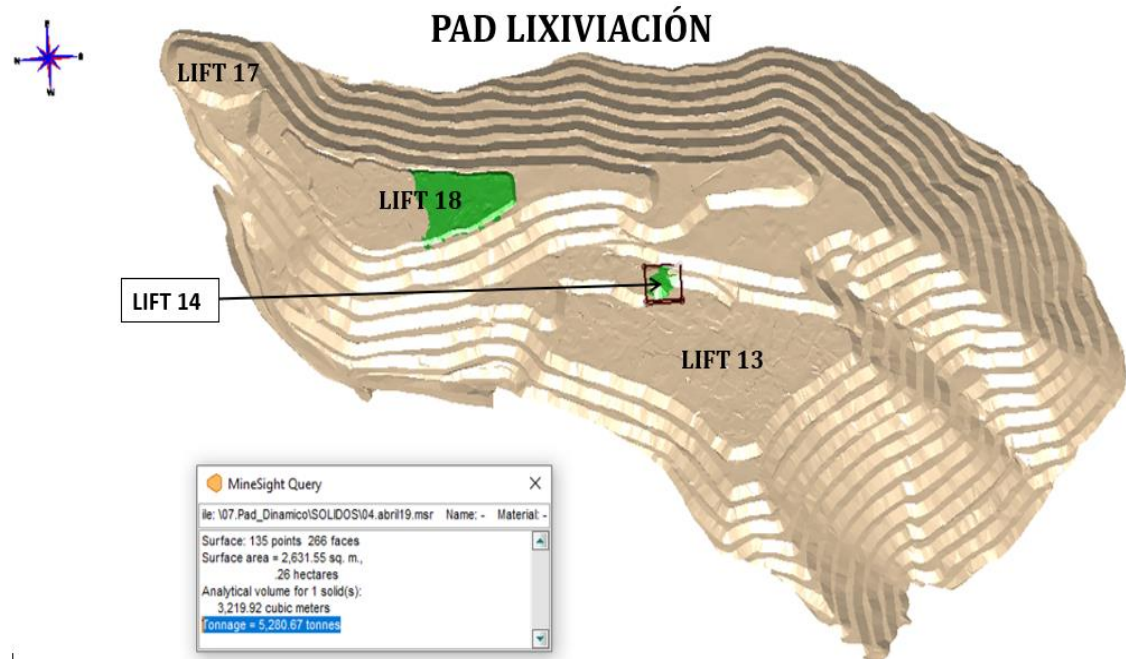 PAD LIXIVIACIÓN
LIFT 17
LIFT 18
LIFT 14
LIFT 13
MineSight Query
ile: \07.Pad_Dinamico\SOLIDOS\04.abril19.msr Name: - Material: -
Surface: 135 points 266 faces
Surface area = 2,631.55 sq. m.,
.26 hectares
Analytical volume for 1 solid(s):
3,219.92 cubic meters
Tonnage = 5,280.67 tonnes